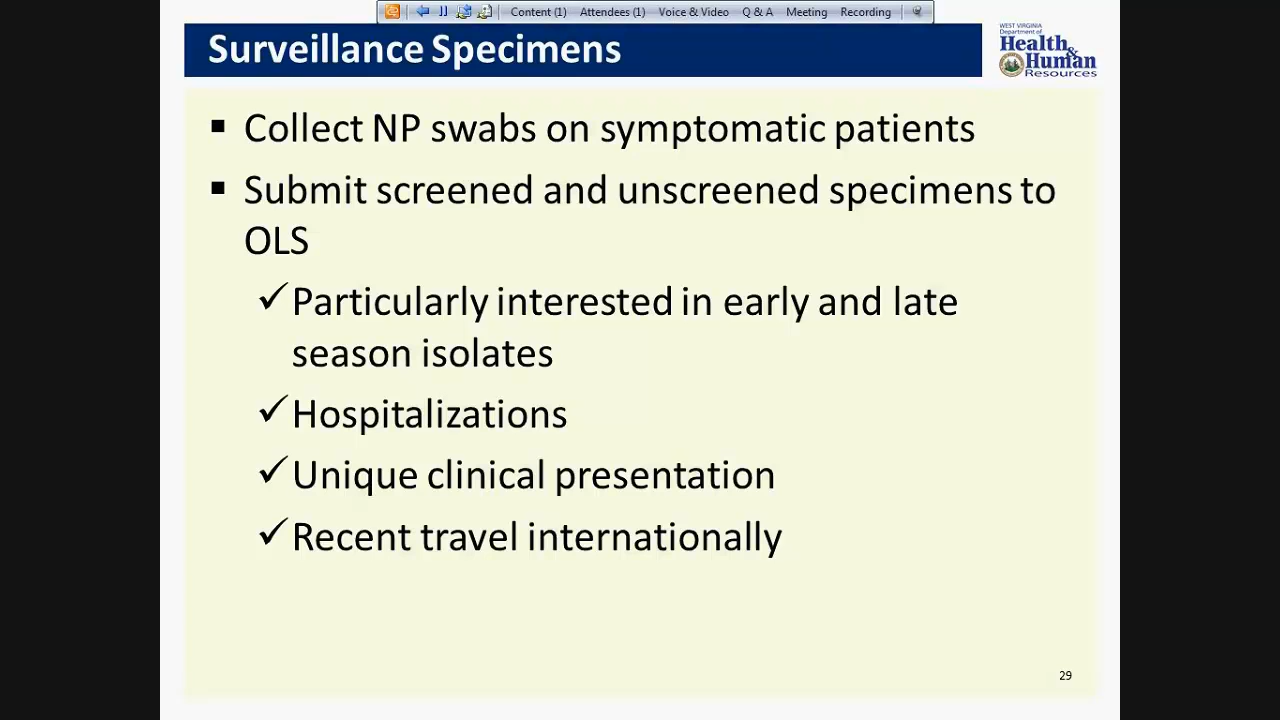 Content (1) Attendees (1) Voice & Video Q & A Meeting Recording
Surveillance Specimens
WEST VIRGINIA
Department of
Health &
Human
Resources
▪ Collect NP swabs on symptomatic patients
▪ Submit screened and unscreened specimens to
OLS
✓Particularly interested in early and late
season isolates
✓Hospitalizations
✓Unique clinical presentation
✓Recent travel internationally
29